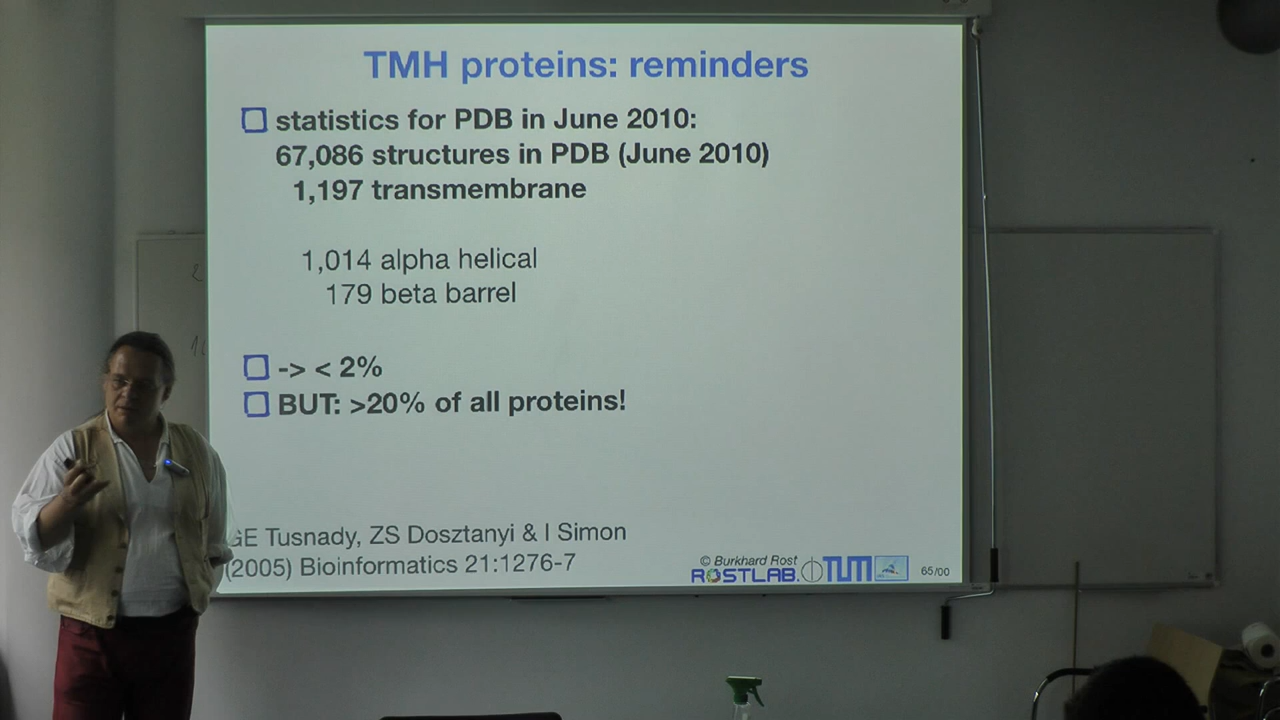 TMH proteins: reminders
statistics for PDB in June 2010:
67,086 structures in PDB (June 2010)
1,197 transmembrane
1,014 alpha helical
179 beta barrel
-> < 2%
BUT: >20% of all proteins!
GE Tusnady, ZS Dosztanyi & I Simon
(2005) Bioinformatics 21:1276-7
© Burkhard Rost
ROSTLAB. TUM
65/00